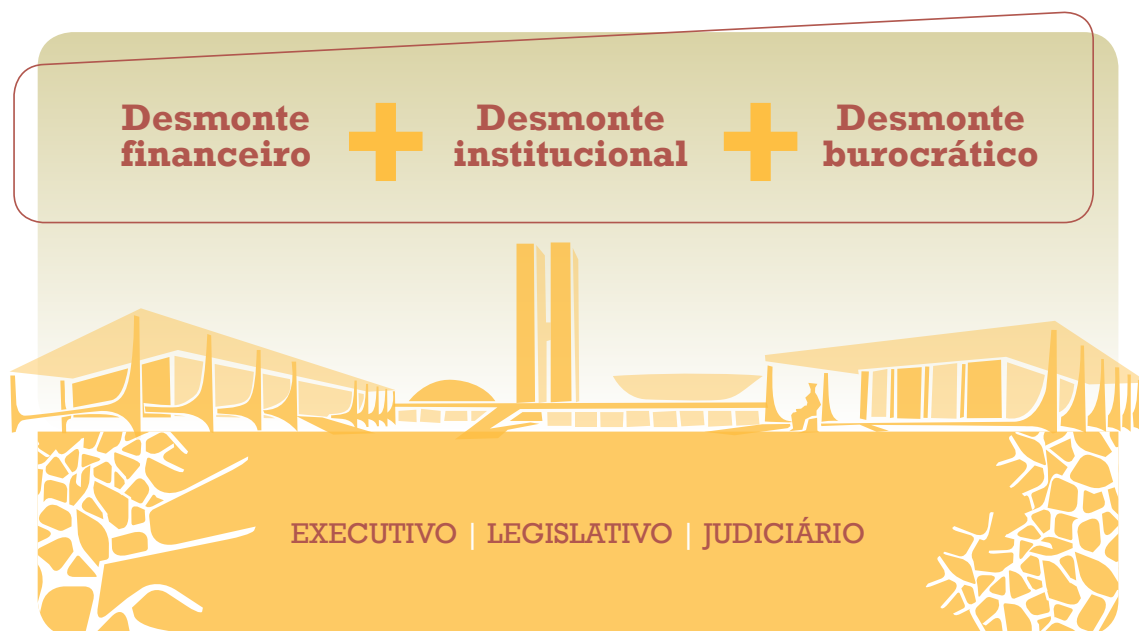 Desmonte
financeiro
+
Desmonte
institucional
+
Desmonte
burocrático
EXECUTIVO | LEGISLATIVO | JUDICIÁRIO